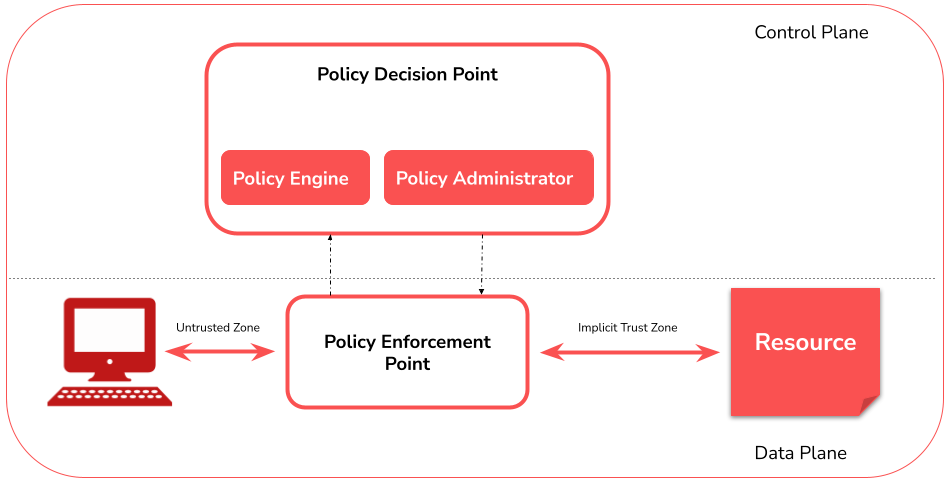 Control Plane
Policy Decision Point
Policy Engine
Policy Administrator
Untrusted Zone
Policy Enforcement
Point
Implicit Trust Zone
Resource
Data Plane